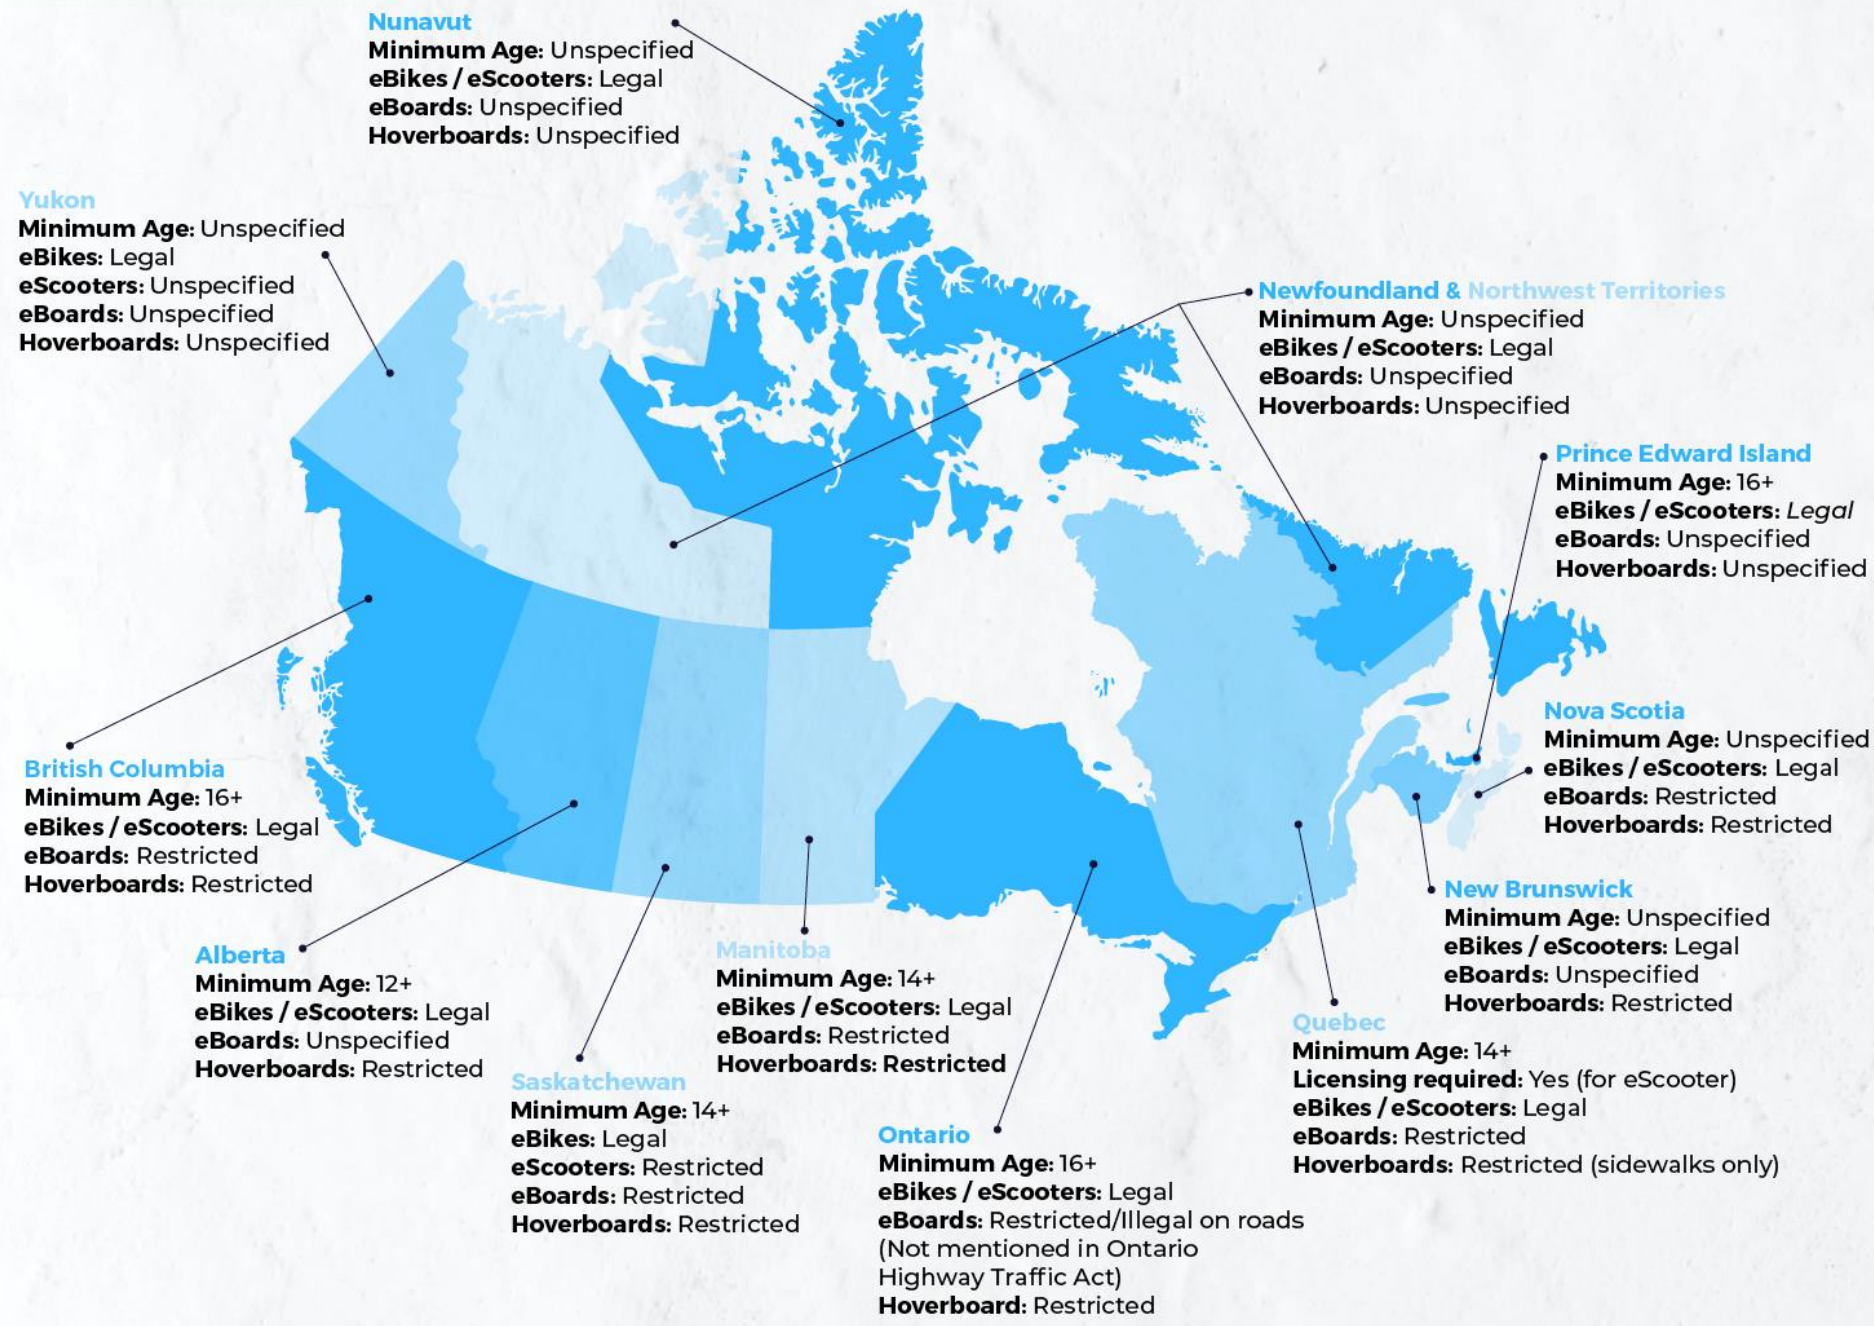 Nunavut
Minimum Age: Unspecified
eBikes / eScooters: Legal
eBoards: Unspecified
Hoverboards: Unspecified
Yukon
Minimum Age: Unspecified
eBikes: Legal
eScooters: Unspecified
eBoards: Unspecified
Hoverboards: Unspecified
Newfoundland & Northwest Territories
Minimum Age: Unspecified
eBikes / eScooters: Legal
eBoards: Unspecified
Hoverboards: Unspecified
Prince Edward Island
Minimum Age: 16+
eBikes / eScooters: Legal
eBoards: Unspecified
Hoverboards: Unspecified
Nova Scotia
Minimum Age: Unspecified
eBikes / eScooters: Legal
eBoards: Restricted
Hoverboards: Restricted
British Columbia
Minimum Age: 16+
eBikes / eScooters: Legal
eBoards: Restricted
Hoverboards: Restricted
New Brunswick
Minimum Age: Unspecified
eBikes / eScooters: Legal
eBoards: Unspecified
Hoverboards: Restricted
Alberta
Minimum Age: 12+
eBikes / eScooters: Legal
eBoards: Unspecified
Hoverboards: Restricted
Manitoba
Minimum Age: 14+
eBikes / eScooters: Legal
eBoards: Restricted
Hoverboards: Restricted
Quebec
Minimum Age: 14+
Licensing required: Yes (for eScooter)
eBikes / eScooters: Legal
eBoards: Restricted
Hoverboards: Restricted (sidewalks only)
Saskatchewan
Minimum Age: 14+
eBikes: Legal
eScooters: Restricted
eBoards: Restricted
Hoverboards: Restricted
Ontario
Minimum Age: 16+
eBikes / eScooters: Legal
eBoards: Restricted/Illegal on roads
(Not mentioned in Ontario
Highway Traffic Act)
Hoverboard: Restricted